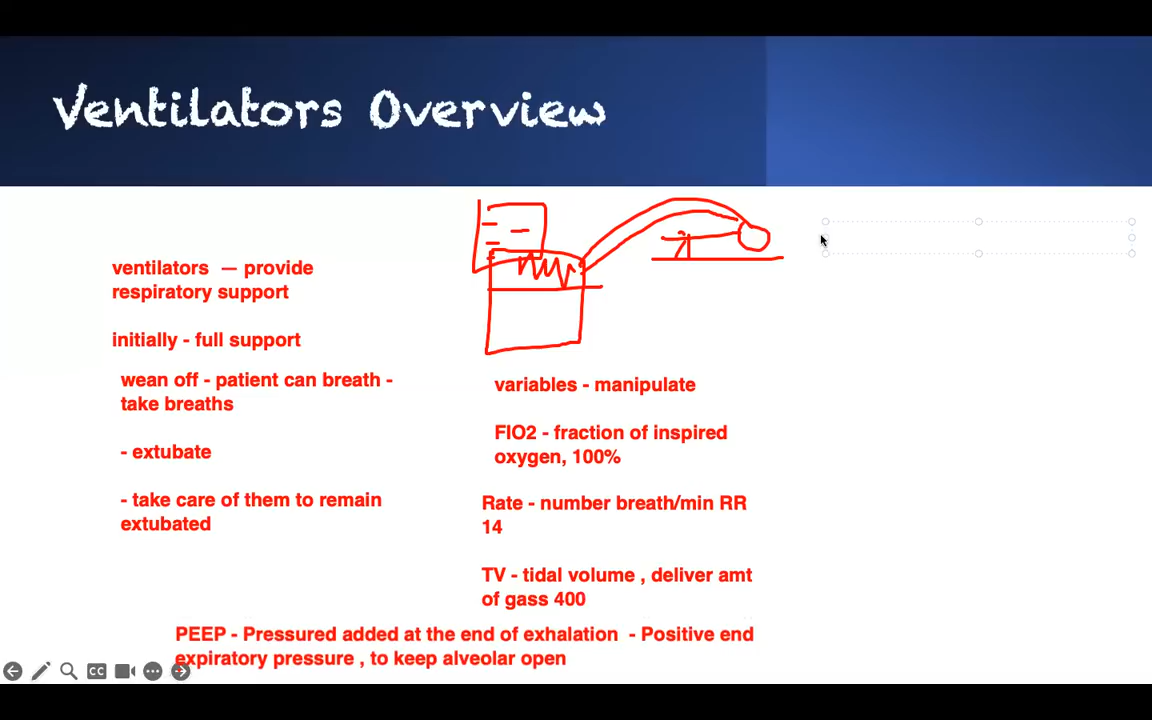 Ventilators Overview
ventilators — provide
respiratory support
initially - full support
wean off - patient can breath -
take breaths
- extubate
- take care of them to remain
extubated
variables - manipulate
FIO2 - fraction of inspired
oxygen, 100%
Rate - number breath/min RR
14
TV - tidal volume , deliver amt
of gass 400
PEEP - Pressured added at the end of exhalation - Positive end
expiratory pressure , to keep alveolar open
CC